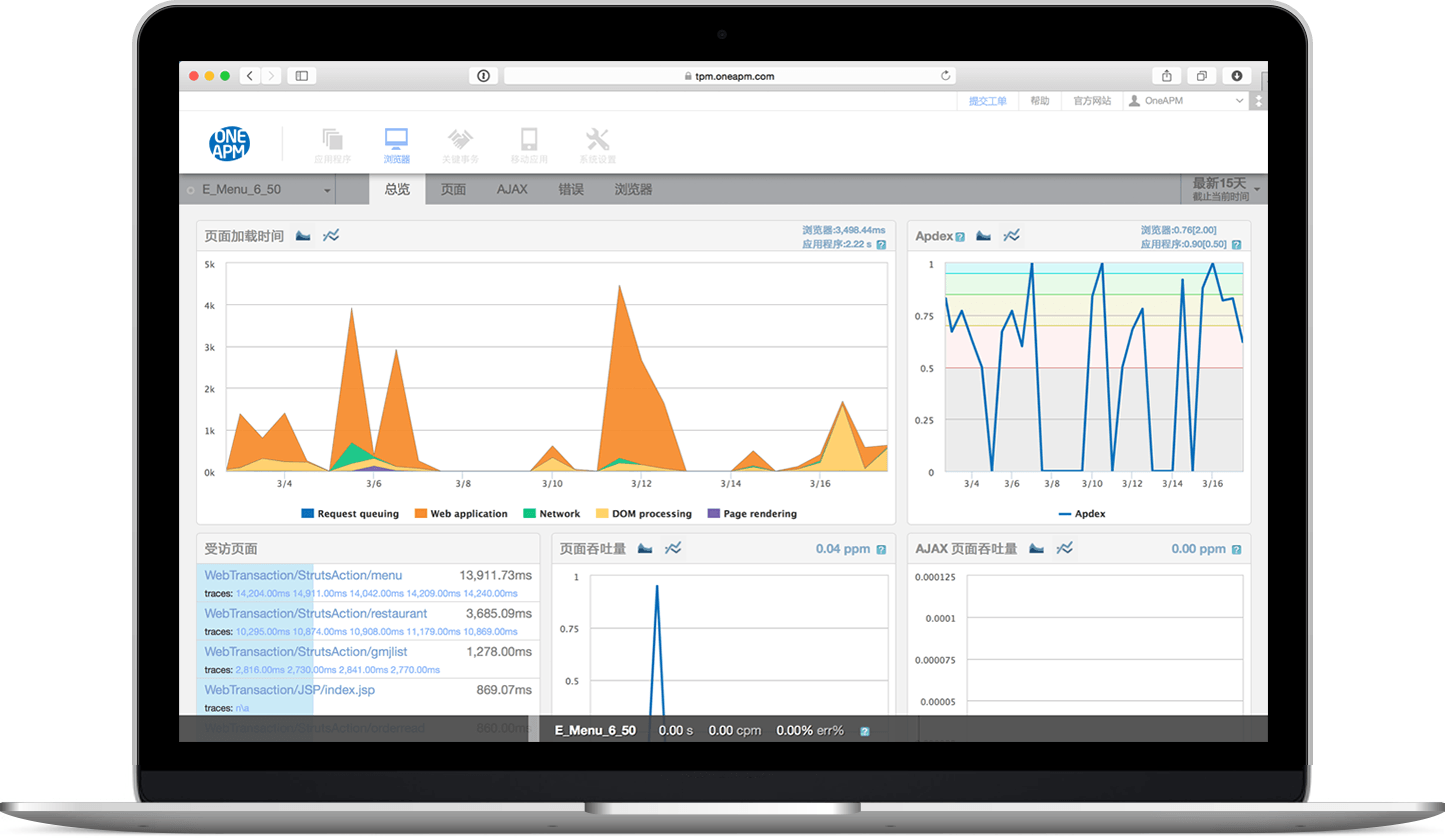 tpm.oneapm.com
提交工单 帮助 官方网站 OneAPM
ONE
APM
应用程序 浏览器 关键事务 移动应用 系统设置
E_Menu_6_50 总览 页面 AJAX 错误 浏览器 最新15天
截止当前时间
页面加载时间 浏览器:3,498.44ms
应用程序:2.22 s ?
5k
4k
3k
2k
1k
0k
3/4 3/6 3/8 3/10 3/12 3/14 3/16
Request queuing Web application Network DOM processing Page rendering
Apdex ? 浏览器:0.76[2.00]
应用程序:0.90[0.50] ?
1
0.75
0.5
0.25
0
3/4 3/6 3/8 3/10 3/12 3/14 3/16
Apdex
受访页面
WebTransaction/StrutsAction/menu 13,911.73ms
traces: 14,204.00ms 14,911.00ms 14,042.00ms 14,209.00ms 14,240.00ms
WebTransaction/StrutsAction/restaurant 3,685.09ms
traces: 10,295.00ms 10,874.00ms 10,908.00ms 11,179.00ms 10,869.00ms
WebTransaction/StrutsAction/gmjlist 1,278.00ms
traces: 2,816.00ms 2,730.00ms 2,841.00ms 2,770.00ms
WebTransaction/JSP/index.jsp 869.07ms
traces: n\a
WebTransaction/StrutsAction/orderread 860.00ms
页面吞吐量 0.04 ppm ?
1
0.75
0.5
AJAX 页面吞吐量 0.00 ppm ?
0.000125
0.0001
0.000075
0.00005
E_Menu_6_50 0.00 s 0.00 cpm 0.00% err% ?